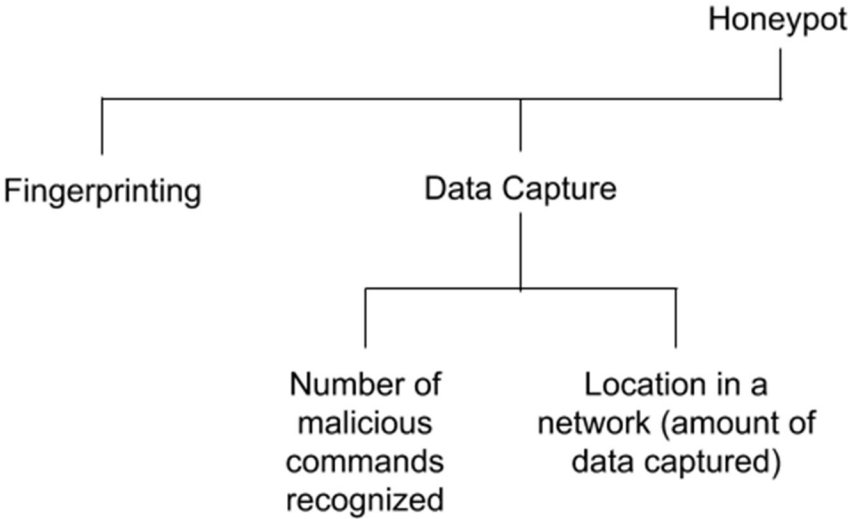 Honeypot
Fingerprinting
Data Capture
Number of
malicious
commands
recognized
Location in a
network (amount of
data captured)